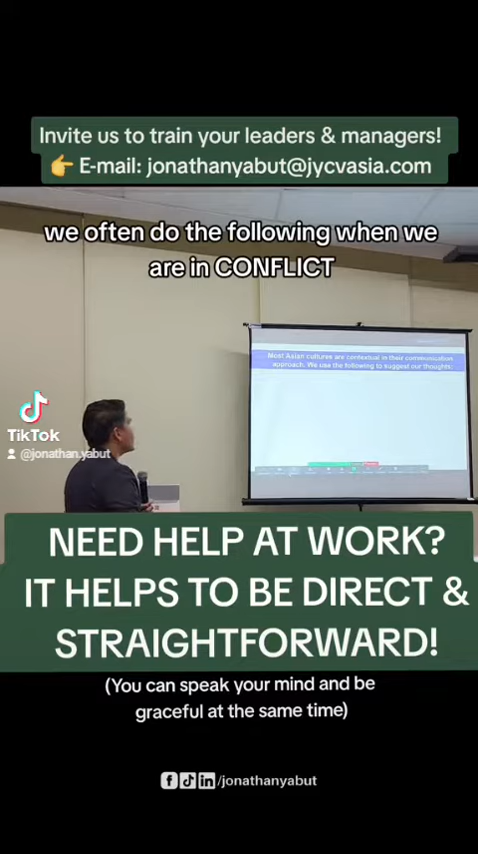 Invite us to train your leaders & managers!
👉 E-mail: jonathanyabut@jycvasia.com
we often do the following when we
are in CONFLICT
Most Asian cultures are contextual in their communication
approach. We use the following to suggest our thoughts:
TikTok
@jonathan.yabut
NEED HELP AT WORK?
IT HELPS TO BE DIRECT &
STRAIGHTFORWARD!
(You can speak your mind and be
graceful at the same time)
/jonathanyabut